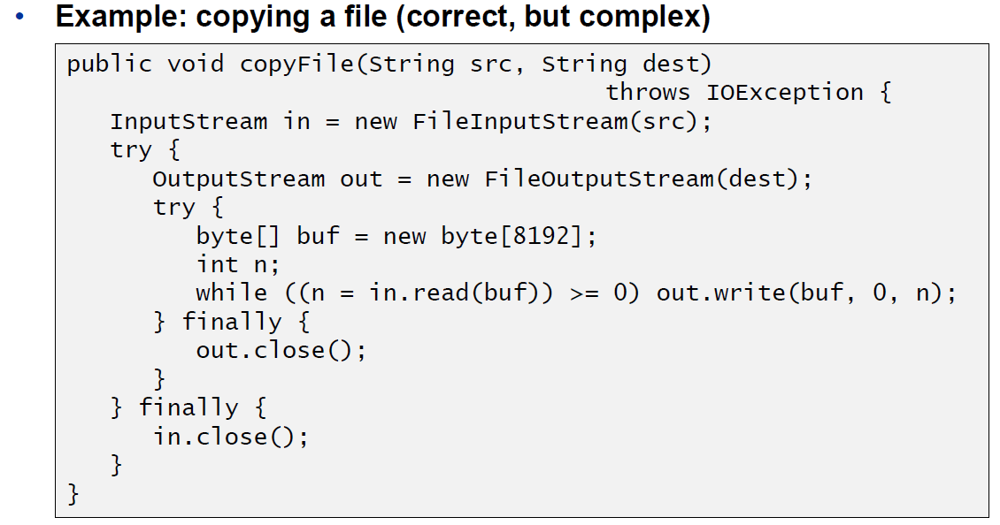 • Example: copying a file (correct, but complex)
public void copyFile(String src, String dest)
                                     throws IOException {
   InputStream in = new FileInputStream(src);
   try {
      OutputStream out = new FileOutputStream(dest);
      try {
         byte[] buf = new byte[8192];
         int n;
         while ((n = in.read(buf)) >= 0) out.write(buf, 0, n);
      } finally {
         out.close();
      }
   } finally {
      in.close();
   }
}